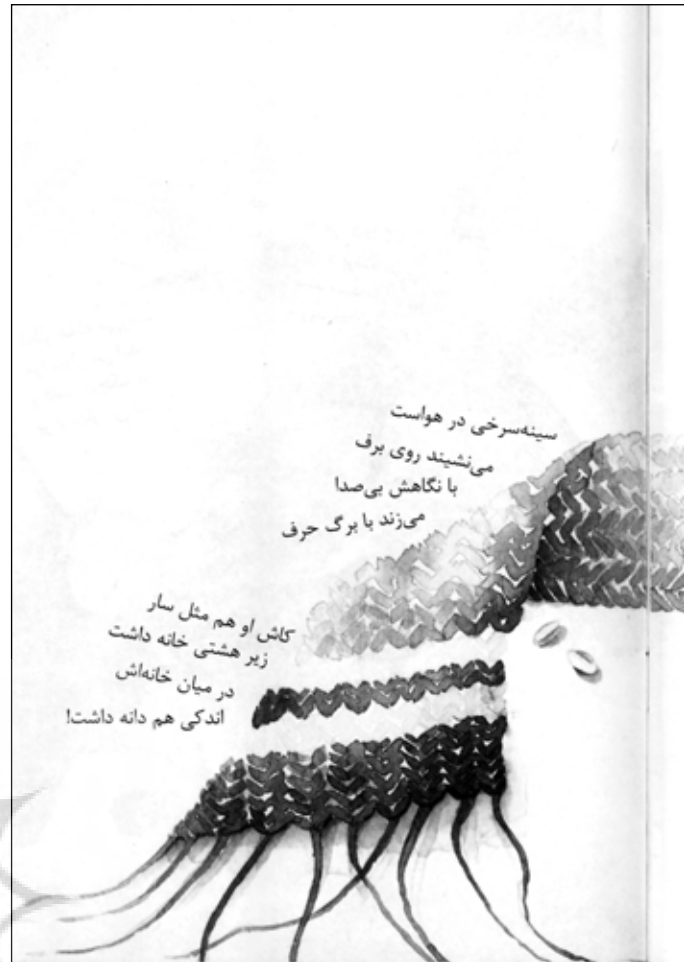 سینه‌سرخی در هواست
می‌نشیند روی برف
با نگاهش بی‌صدا
می‌زند با برگ حرف
کاش او هم مثل سار
زیر هشتی خانه داشت
در میان خانه‌اش
اندکی هم دانه داشت!